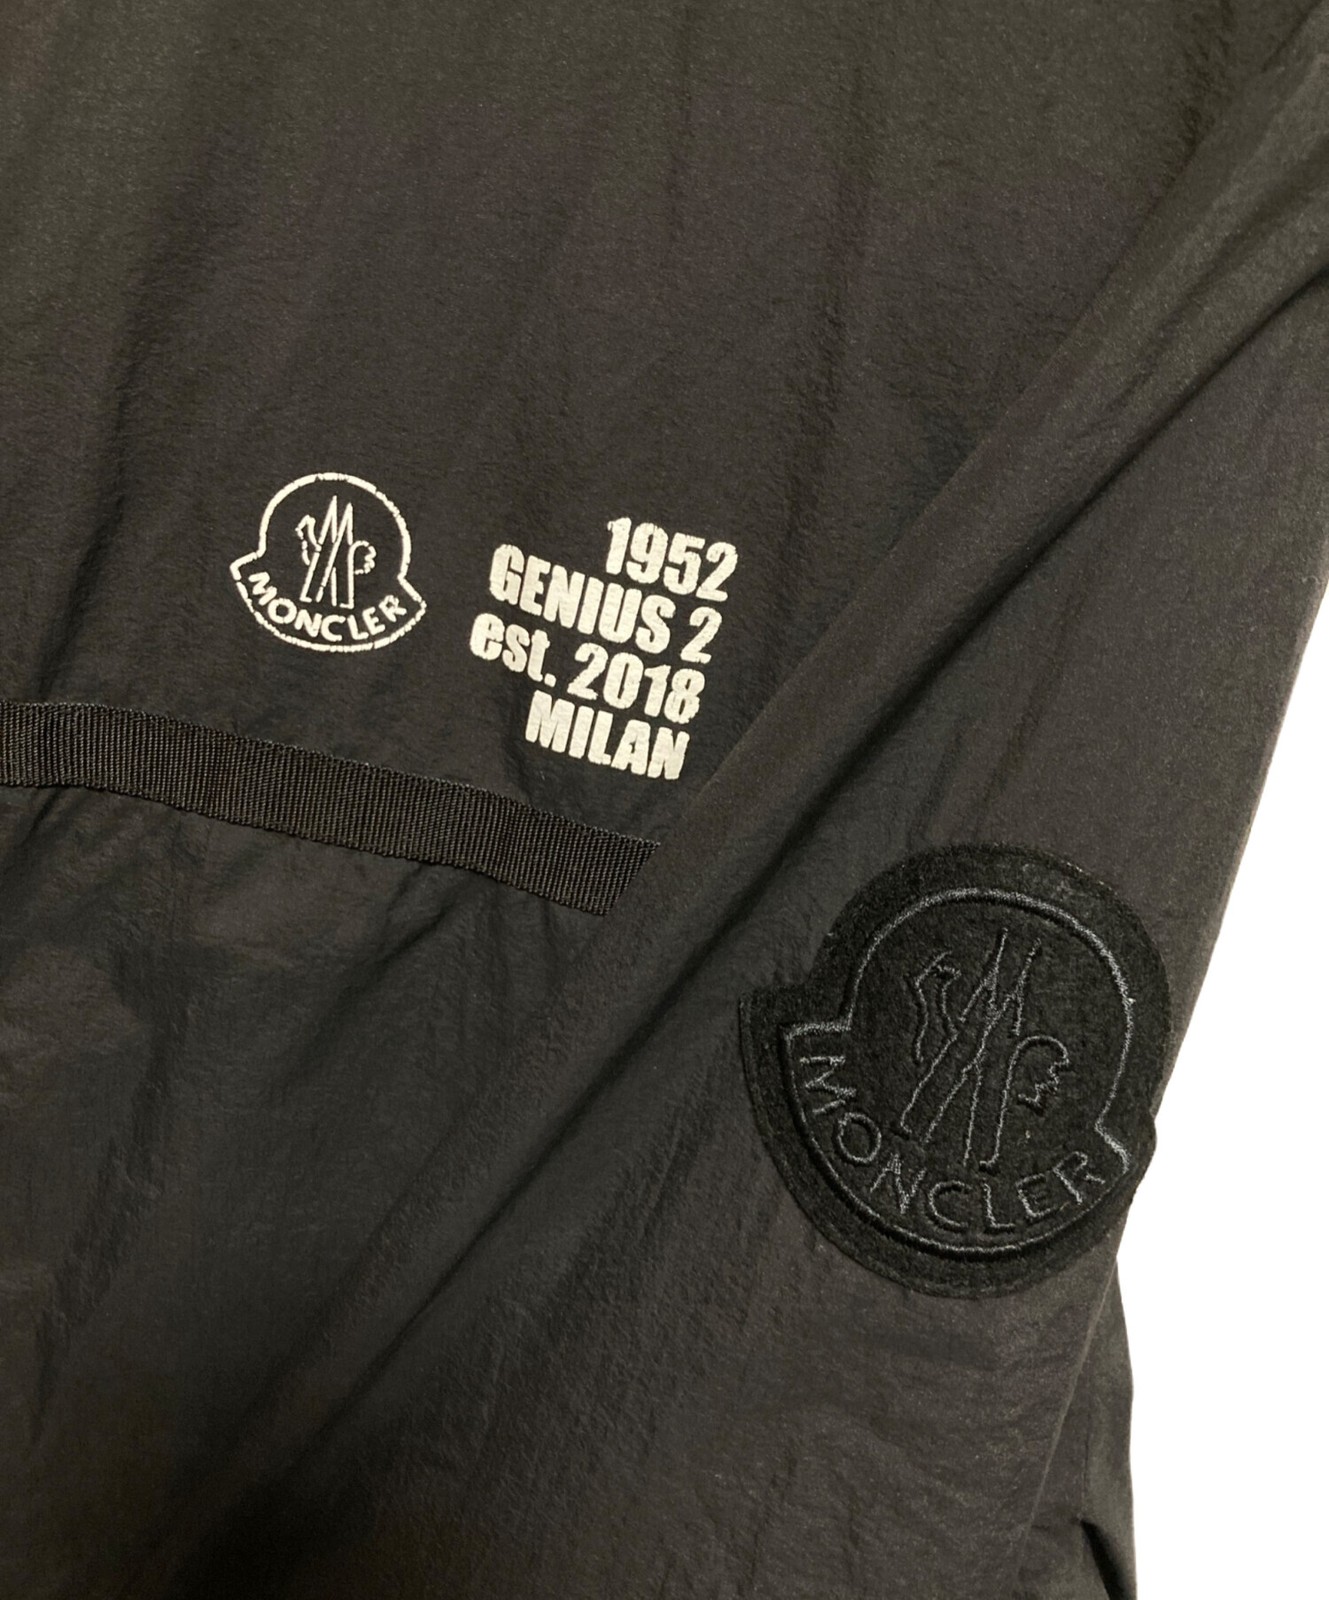 MONCLER
1952
GENIUS 2
est. 2018
MILAN
MONCLER